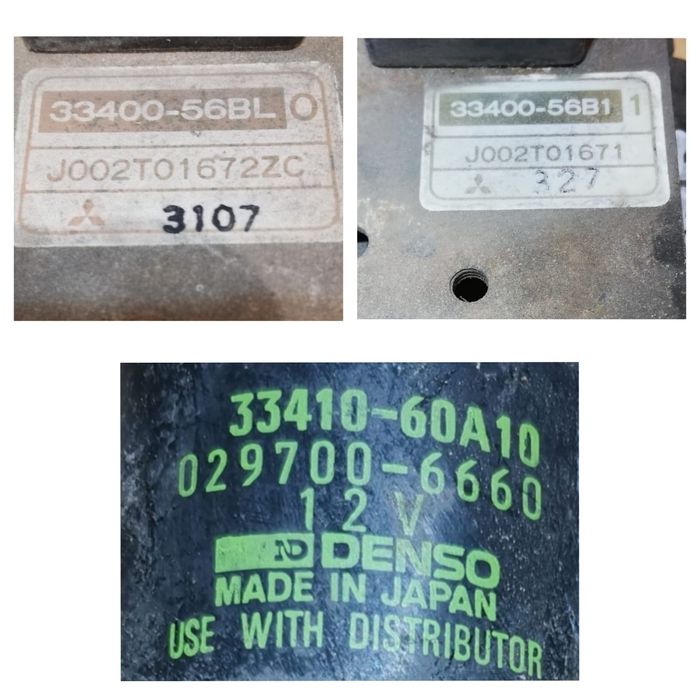 33400-56BL 0
J002T01672ZC
3107
33400-56B1 1
J002T01671
327
33410-60A10
029700-6660
12V
ND DENSO
MADE IN JAPAN
USE WITH DISTRIBUTOR